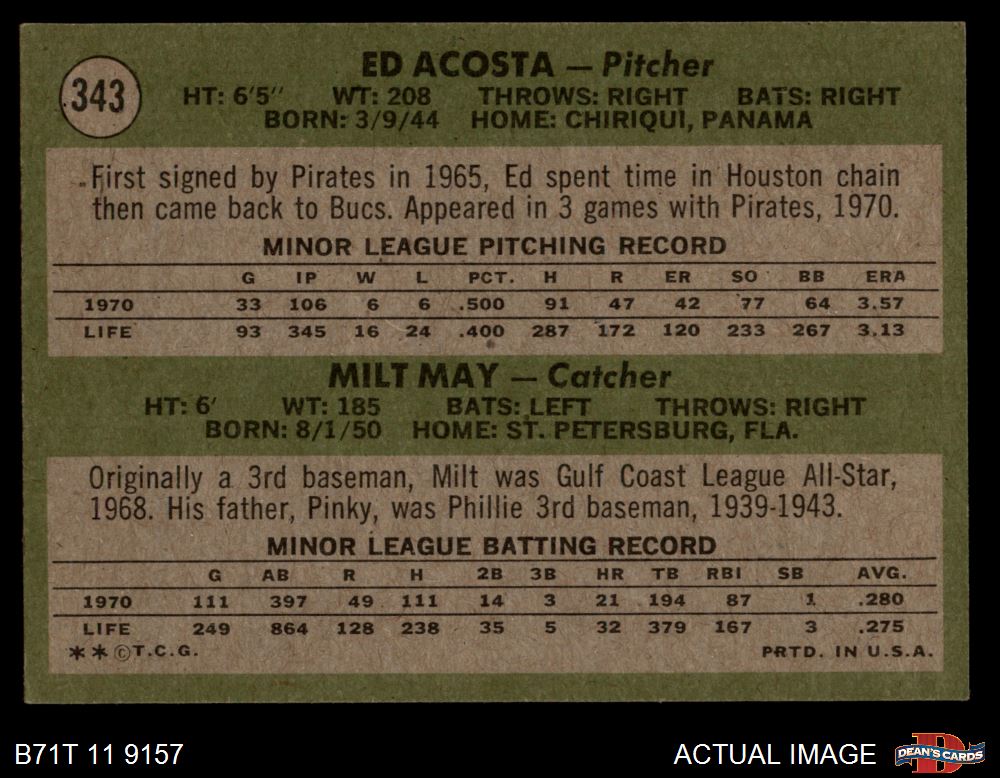 343
ED ACOSTA — Pitcher
HT: 6'5" WT: 208 THROWS: RIGHT BATS: RIGHT
BORN: 3/9/44 HOME: CHIRIQUI, PANAMA
First signed by Pirates in 1965, Ed spent time in Houston chain
then came back to Bucs. Appeared in 3 games with Pirates, 1970.
MINOR LEAGUE PITCHING RECORD
G IP W L PCT. H R ER SO BB ERA
1970 33 106 6 6 .500 91 47 42 77 64 3.57
LIFE 93 345 16 24 .400 287 172 120 233 267 3.13
MILT MAY — Catcher
HT: 6' WT: 185 BATS: LEFT THROWS: RIGHT
BORN: 8/1/50 HOME: ST. PETERSBURG, FLA.
Originally a 3rd baseman, Milt was Gulf Coast League All-Star,
1968. His father, Pinky, was Phillie 3rd baseman, 1939-1943.
MINOR LEAGUE BATTING RECORD
G AB R H 2B 3B HR TB RBI SB AVG.
1970 111 397 49 111 14 3 21 194 87 1 .280
LIFE 249 864 128 238 35 5 32 379 167 3 .275
**©T.C.G. PRTD. IN U.S.A.
B71T 11 9157 ACTUAL IMAGE DEAN'S CARDS